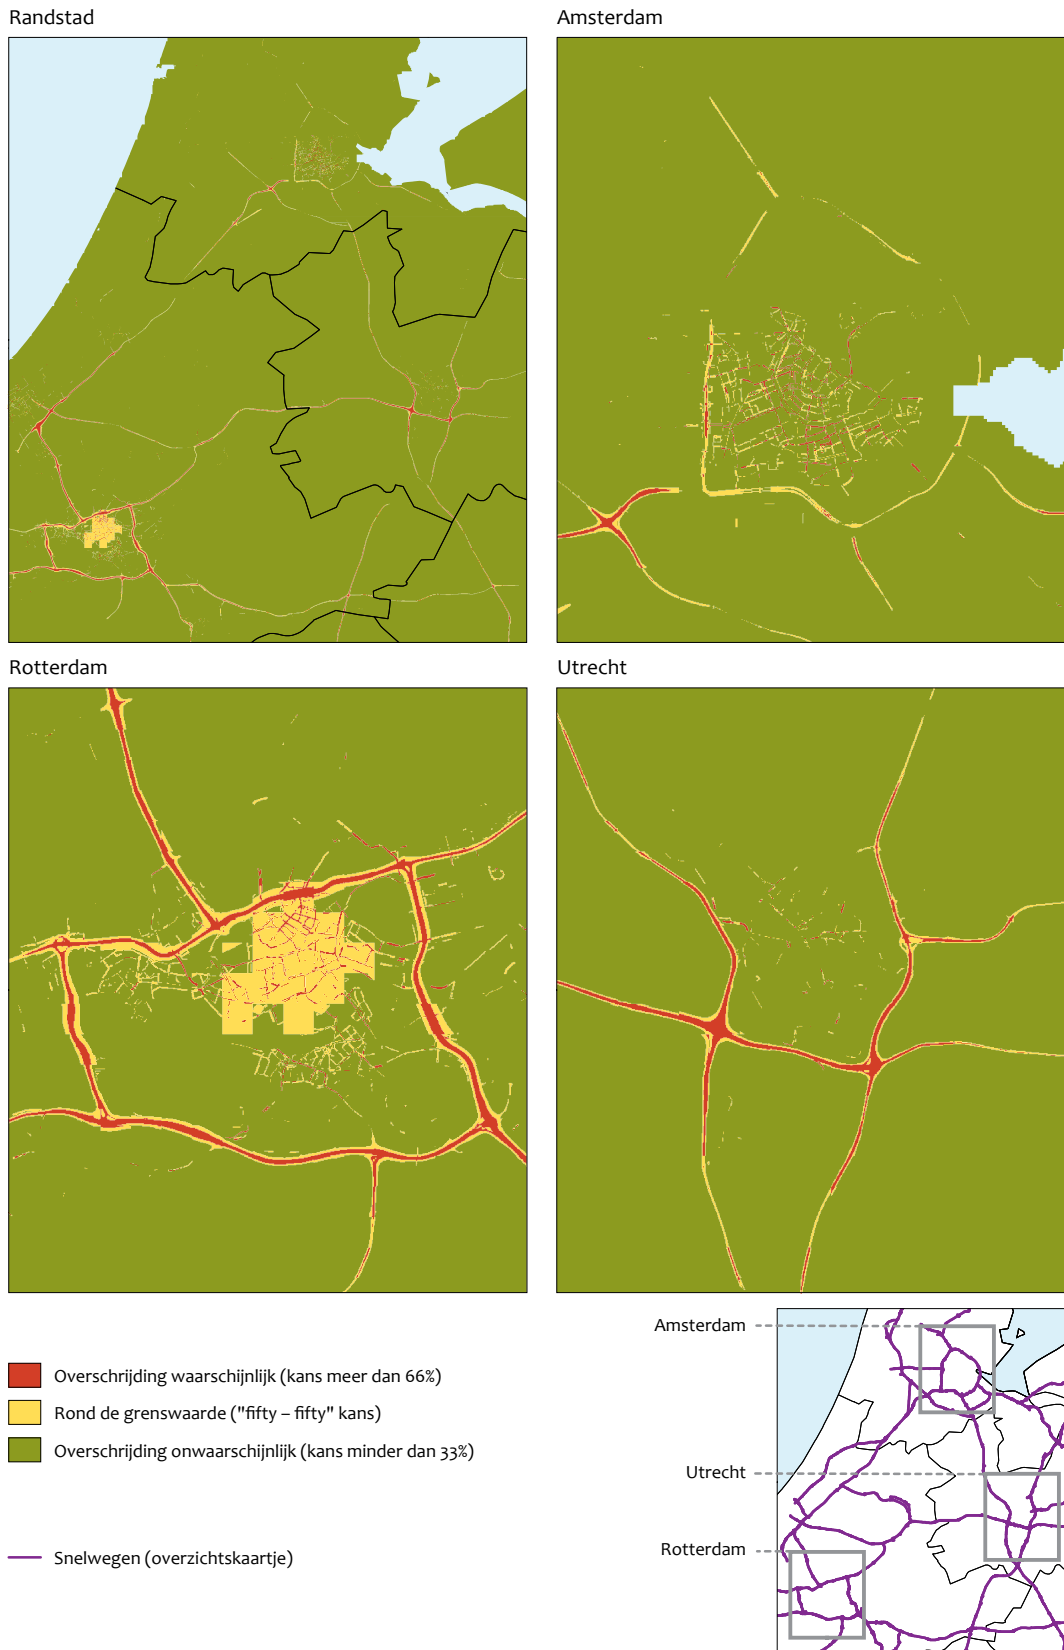 Randstad
Amsterdam
Rotterdam
Utrecht
Overschrijding waarschijnlijk (kans meer dan 66%)
Rond de grenswaarde ("fifty – fifty" kans)
Overschrijding onwaarschijnlijk (kans minder dan 33%)
Snelwegen (overzichtskaartje)
Amsterdam
Utrecht
Rotterdam